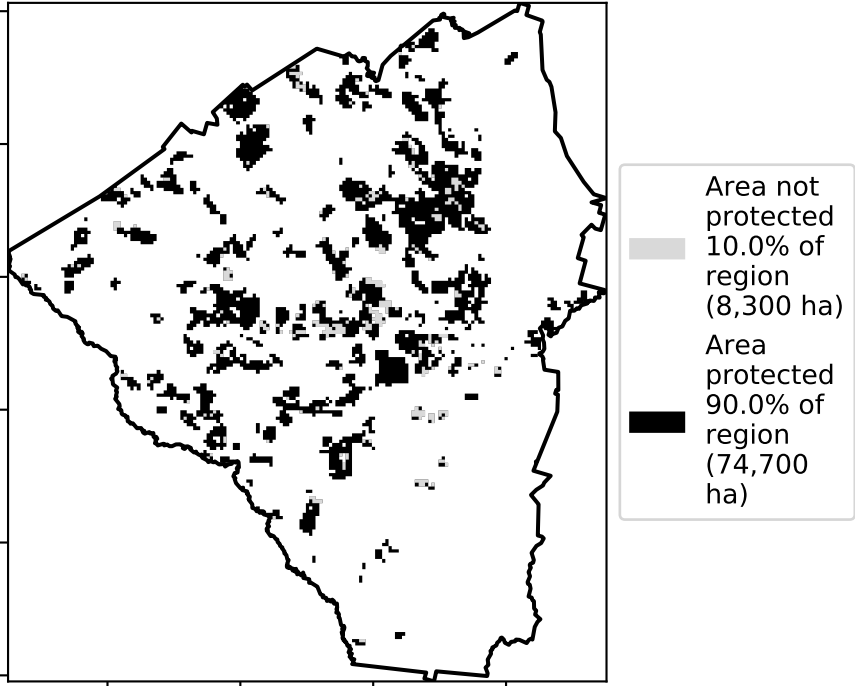 Area not
protected
10.0% of
region
(8,300 ha)
Area
protected
90.0% of
region
(74,700
ha)